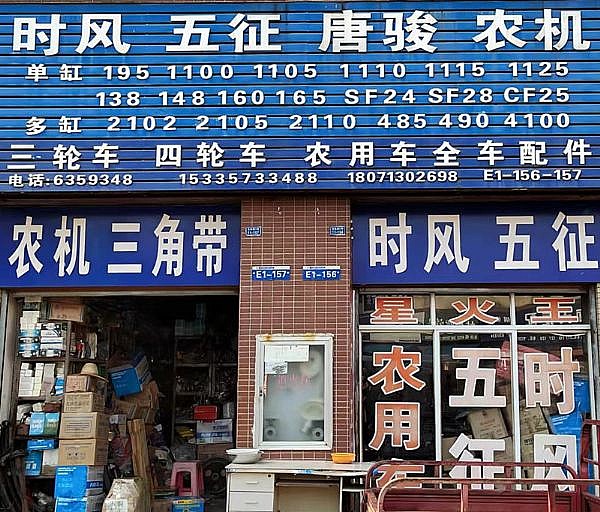 时风 五征 唐骏 农机
单缸 195 1100 1105 1110 1115 1125
138 148 160 165 SF24 SF28 CF25
多缸 2102 2105 2110 485 490 4100
三轮车 四轮车 农用车全车配件
电话:6359348 15335733488 18071302698 E1-156-157
农机 三角带
时风 五征
E1-157
E1-156
星火王
农用车
五征
时风